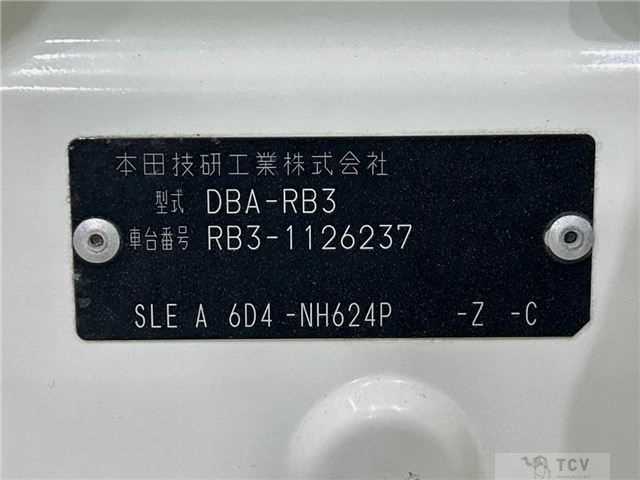 本田技研工業株式会社
型式 DBA-RB3
車台番号 RB3-1126237
SLE A 6D4 -NH624P -Z -C
TCV